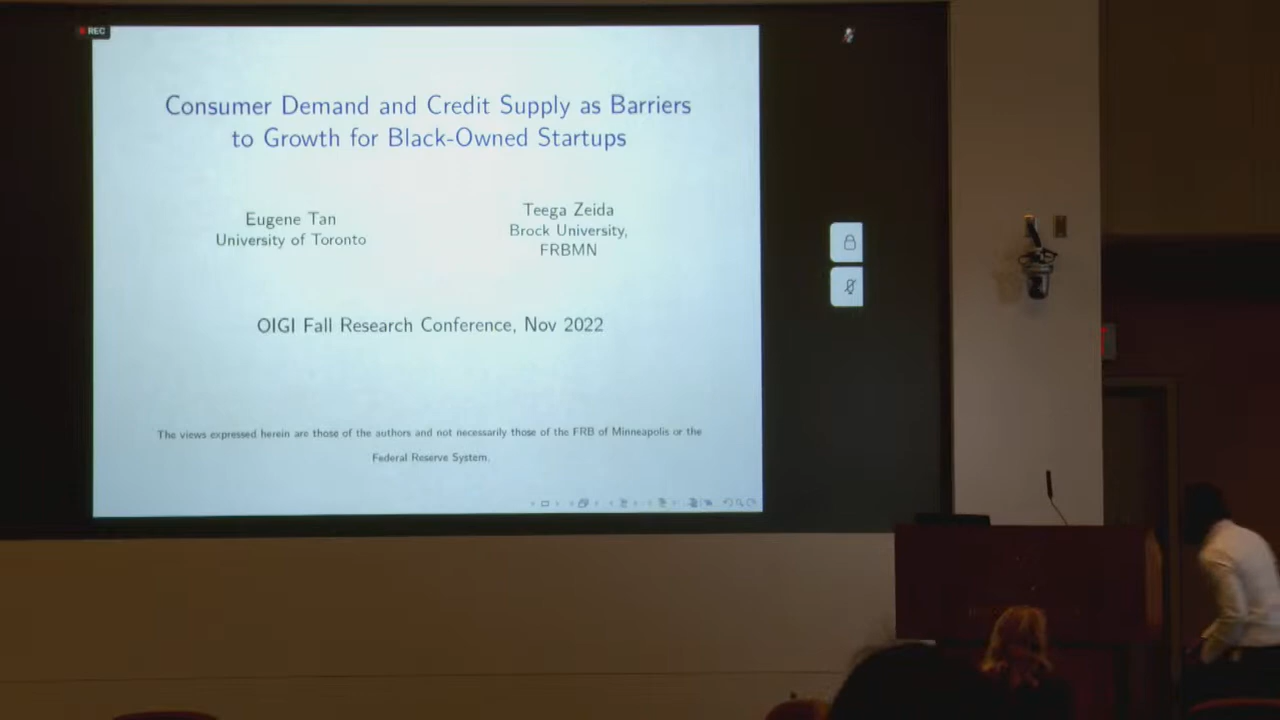 REC
Consumer Demand and Credit Supply as Barriers
to Growth for Black-Owned Startups
Eugene Tan
University of Toronto
Teega Zeida
Brock University,
FRBMN
OIGI Fall Research Conference, Nov 2022
The views expressed herein are those of the authors and not necessarily those of the FRB of Minneapolis or the
Federal Reserve System.